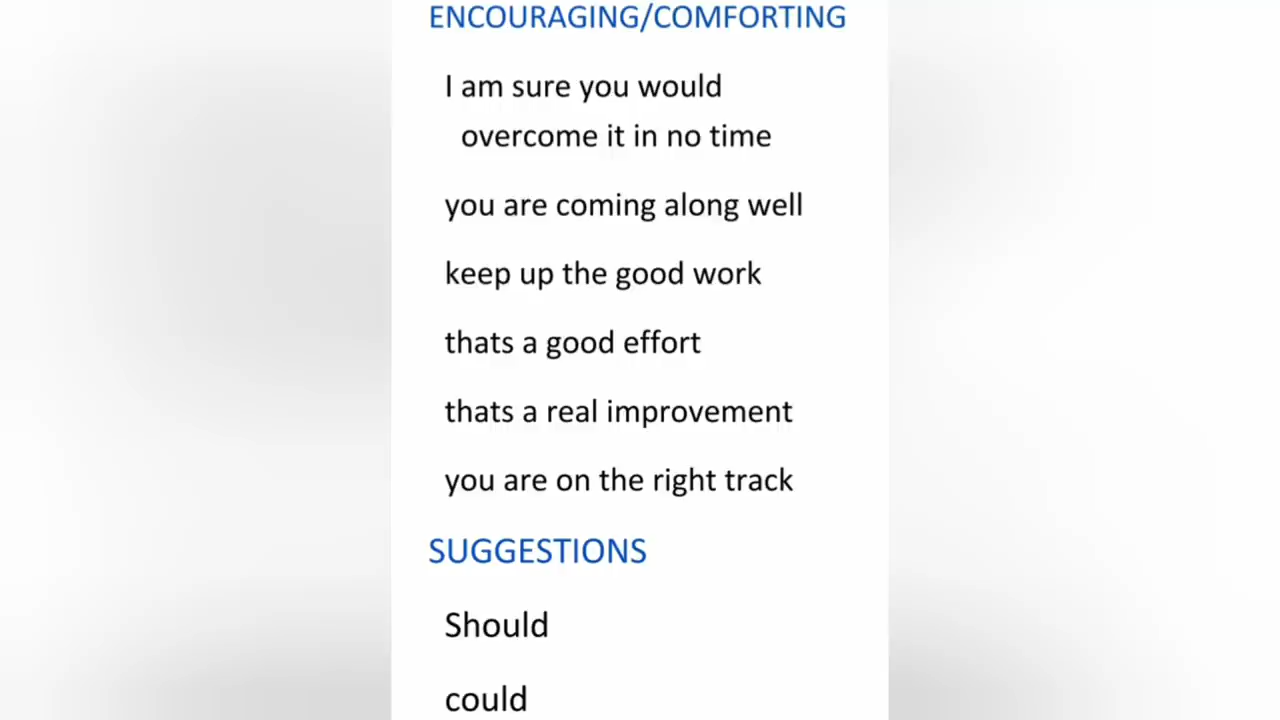 ENCOURAGING/COMFORTING
I am sure you would
overcome it in no time
you are coming along well
keep up the good work
thats a good effort
thats a real improvement
you are on the right track
SUGGESTIONS
Should
could